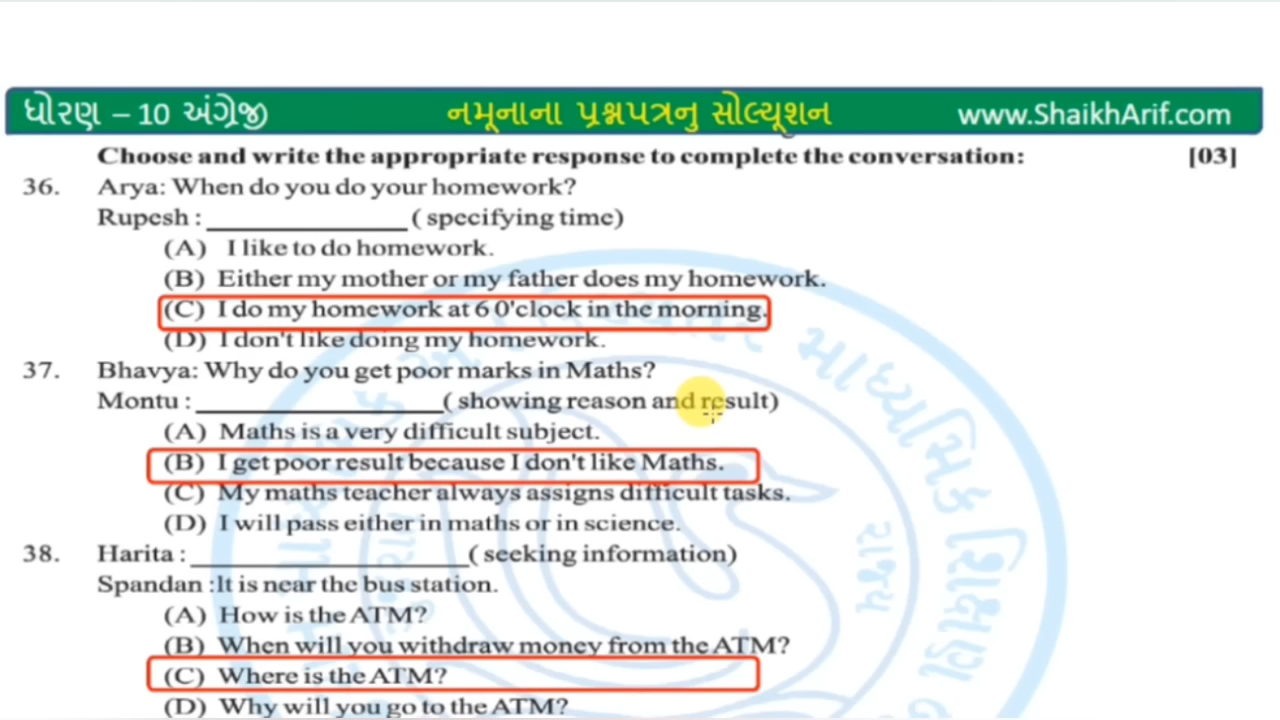 ધોરણ – 10 અંગ્રેજી નમૂનાના પ્રશ્નપત્રનુ સોલ્યૂશન www.ShaikhArif.com
Choose and write the appropriate response to complete the conversation: [03]
36. Arya: When do you do your homework?
Rupesh : ______________ ( specifying time)
(A) I like to do homework.
(B) Either my mother or my father does my homework.
(C) I do my homework at 6 0'clock in the morning.
(D) I don't like doing my homework.
37. Bhavya: Why do you get poor marks in Maths?
Montu : _________________ ( showing reason and result)
(A) Maths is a very difficult subject.
(B) I get poor result because I don't like Maths.
(C) My maths teacher always assigns difficult tasks.
(D) I will pass either in maths or in science.
38. Harita : ____________________ ( seeking information)
Spandan :It is near the bus station.
(A) How is the ATM?
(B) When will you withdraw money from the ATM?
(C) Where is the ATM?
(D) Why will you go to the ATM?
માધ્યમિક શિક્ષણ
રાજ્ય